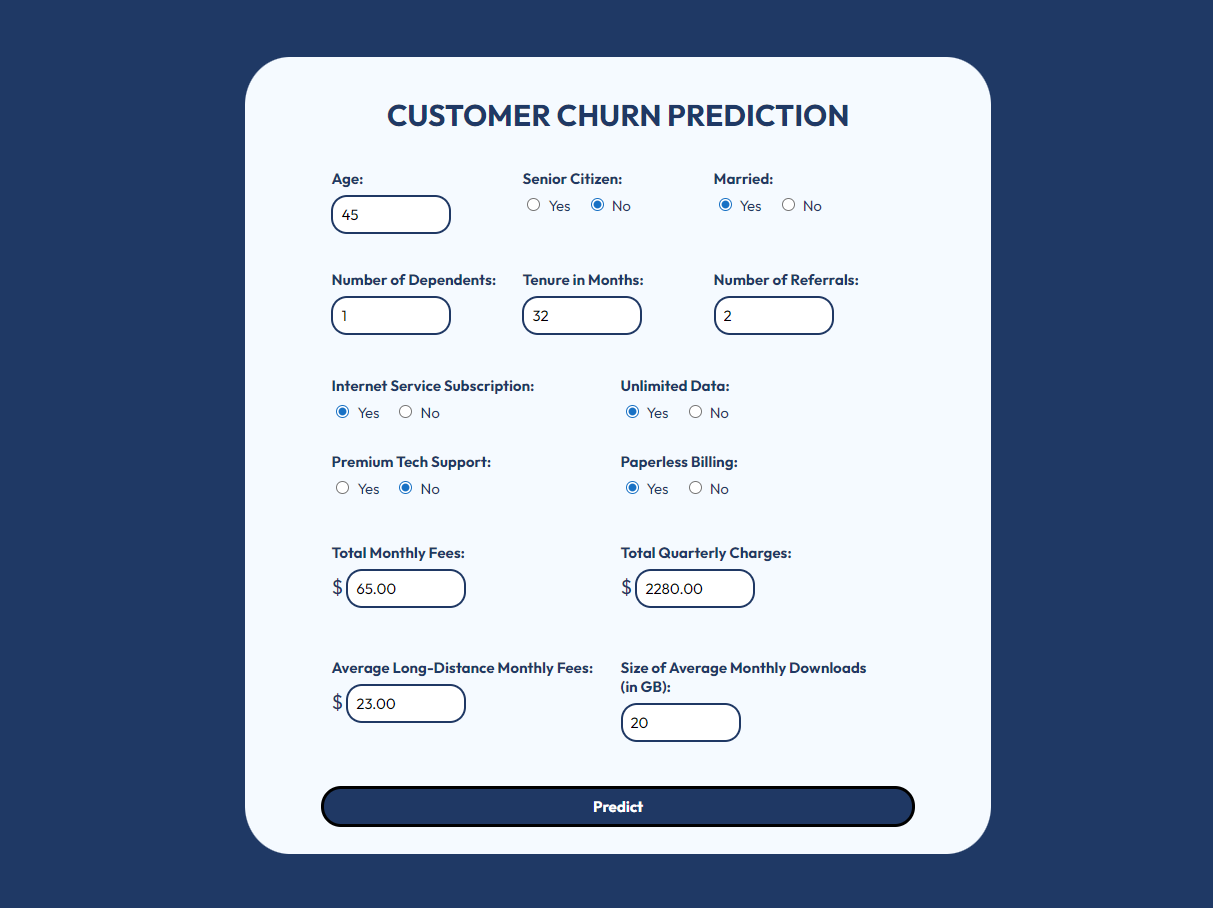 CUSTOMER CHURN PREDICTION
Age: Senior Citizen: Married:
45 Yes No Yes No
Number of Dependents: Tenure in Months: Number of Referrals:
1 32 2
Internet Service Subscription: Unlimited Data:
Yes No Yes No
Premium Tech Support: Paperless Billing:
Yes No Yes No
Total Monthly Fees: Total Quarterly Charges:
$ 65.00 $ 2280.00
Average Long-Distance Monthly Fees: Size of Average Monthly Downloads
(in GB):
$ 23.00 20
Predict